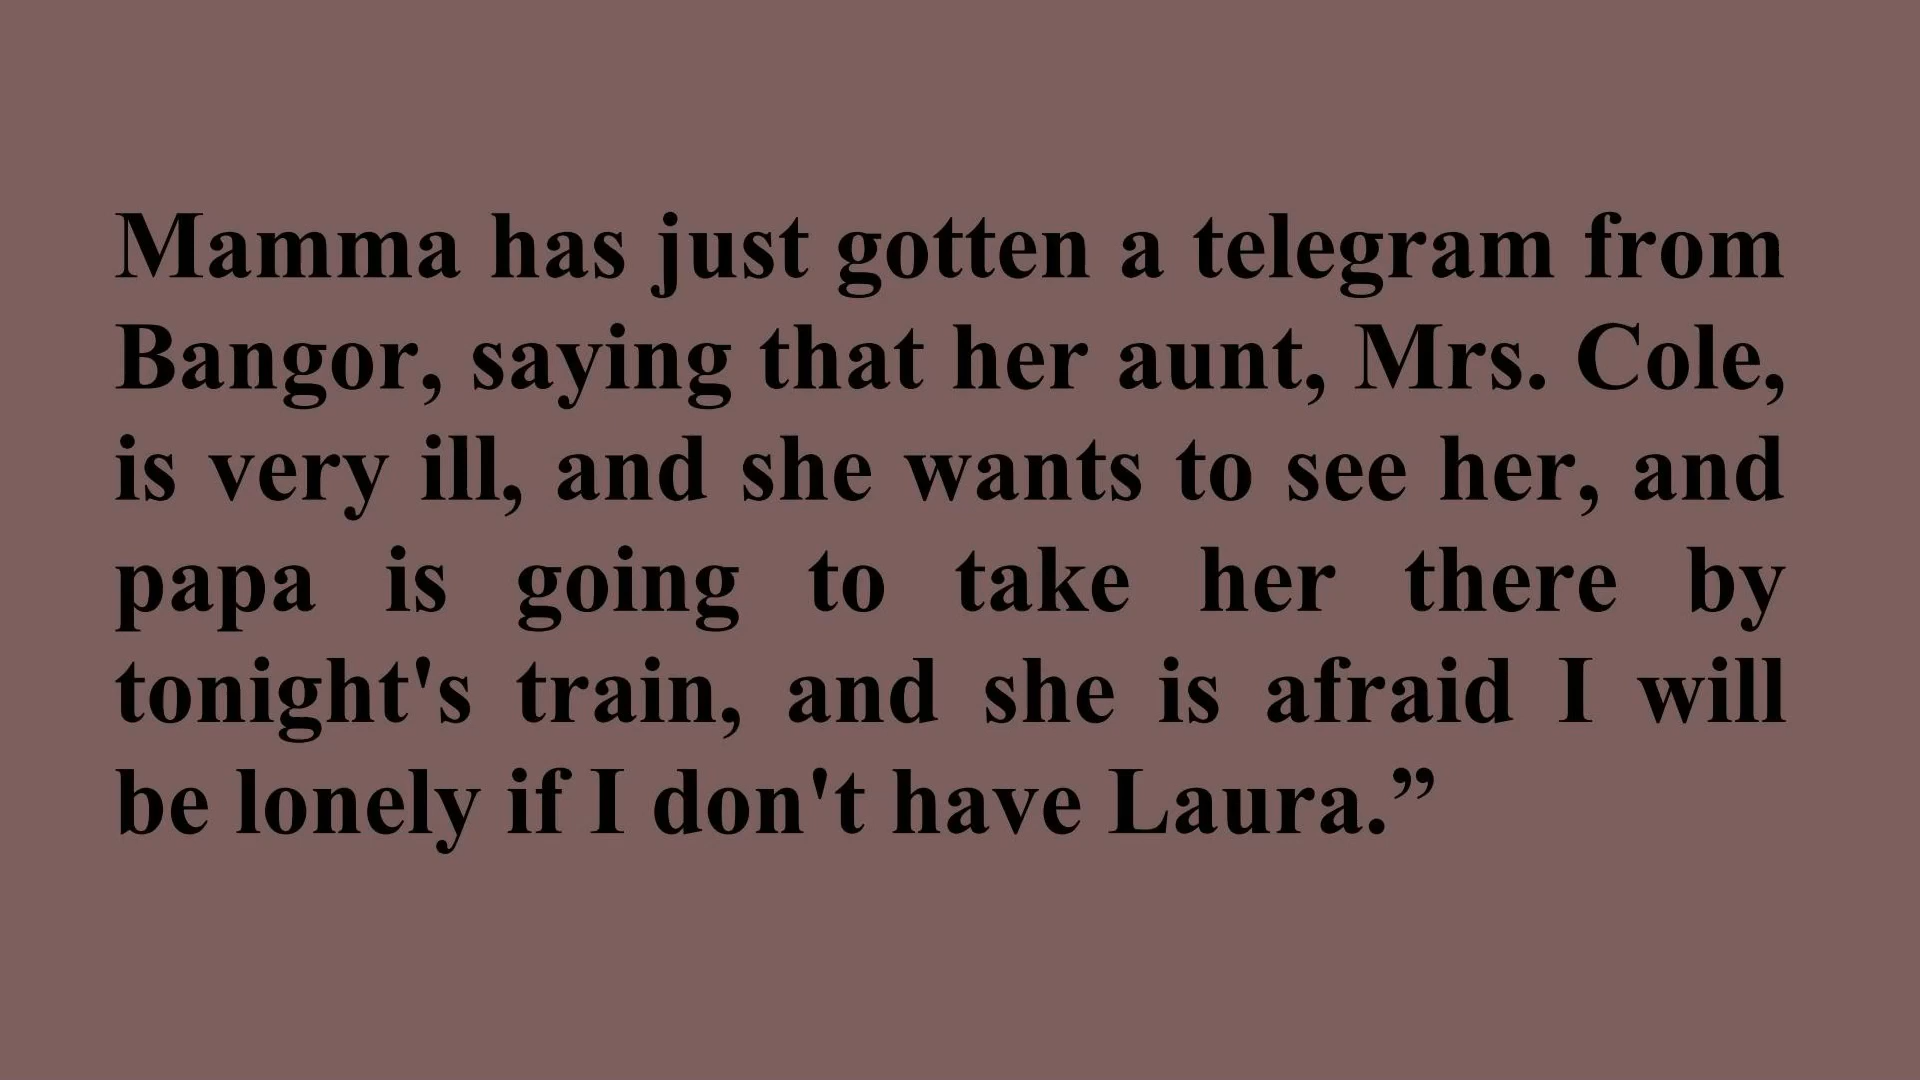 Mamma has just gotten a telegram from
Bangor, saying that her aunt, Mrs. Cole,
is very ill, and she wants to see her, and
papa is going to take her there by
tonight's train, and she is afraid I will
be lonely if I don't have Laura.”